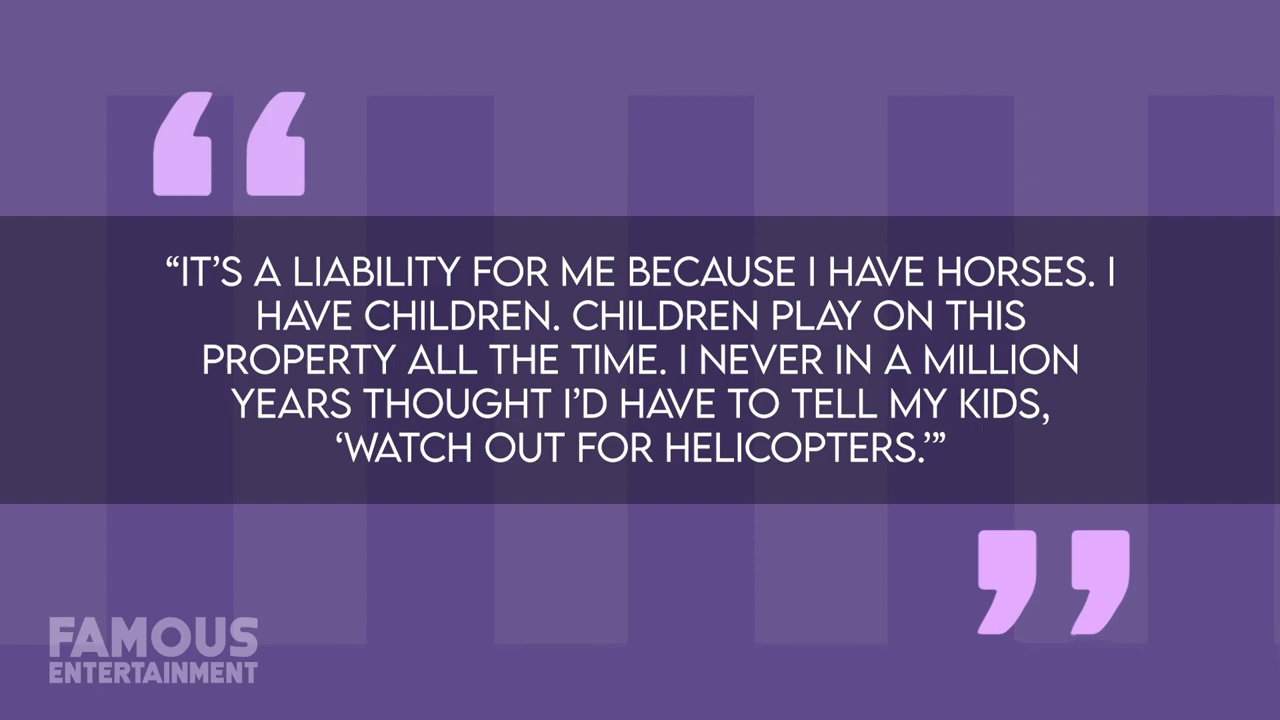 “IT’S A LIABILITY FOR ME BECAUSE I HAVE HORSES. I
HAVE CHILDREN. CHILDREN PLAY ON THIS
PROPERTY ALL THE TIME. I NEVER IN A MILLION
YEARS THOUGHT I’D HAVE TO TELL MY KIDS,
‘WATCH OUT FOR HELICOPTERS.’”
FAMOUS
ENTERTAINMENT